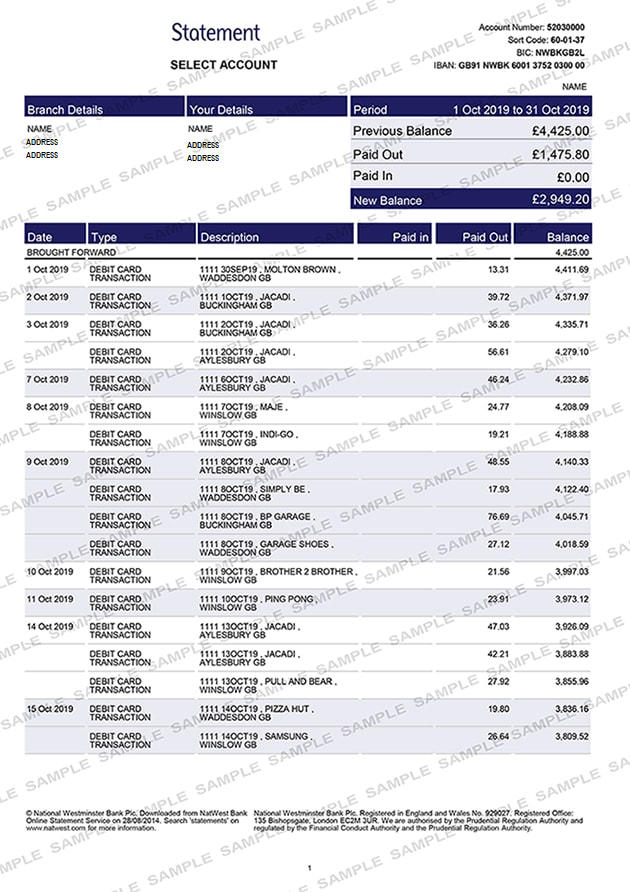 Statement
SELECT ACCOUNT
Account Number: 52030000
Sort Code: 60-01-37
BIC: NWBKGB2L
IBAN: GB91 NWBK 6001 3752 0300 00
NAME
Branch Details Your Details Period 1 Oct 2019 to 31 Oct 2019
NAME NAME Previous Balance £4,425.00
ADDRESS ADDRESS
ADDRESS ADDRESS Paid Out £1,475.80
Paid In £0.00
New Balance £2,949.20
Date Type Description Paid in Paid Out Balance
BROUGHT FORWARD 4,425.00
1 Oct 2019 DEBIT CARD 1111 30SEP19 , MOLTON BROWN , 13.31 4,411.69
TRANSACTION WADDESDON GB
2 Oct 2019 DEBIT CARD 1111 1OCT19 , JACADI , 39.72 4,371.97
TRANSACTION BUCKINGHAM GB
3 Oct 2019 DEBIT CARD 1111 2OCT19 , JACADI , 36.26 4,335.71
TRANSACTION BUCKINGHAM GB
DEBIT CARD 1111 2OCT19 , JACADI , 56.61 4,279.10
TRANSACTION AYLESBURY GB
7 Oct 2019 DEBIT CARD 1111 6OCT19 , JACADI , 46.24 4,232.86
TRANSACTION AYLESBURY GB
8 Oct 2019 DEBIT CARD 1111 7OCT19 , MAJE , 24.77 4,208.09
TRANSACTION WINSLOW GB
DEBIT CARD 1111 7OCT19 , INDI-GO , 19.21 4,188.88
TRANSACTION WINSLOW GB
9 Oct 2019 DEBIT CARD 1111 8OCT19 , JACADI , 48.55 4,140.33
TRANSACTION AYLESBURY GB
DEBIT CARD 1111 8OCT19 , SIMPLY BE , 17.93 4,122.40
TRANSACTION WADDESDON GB
DEBIT CARD 1111 8OCT19 , BP GARAGE , 76.69 4,045.71
TRANSACTION BUCKINGHAM GB
DEBIT CARD 1111 8OCT19 , GARAGE SHOES , 27.12 4,018.59
TRANSACTION WADDESDON GB
10 Oct 2019 DEBIT CARD 1111 9OCT19 , BROTHER 2 BROTHER , 21.56 3,997.03
TRANSACTION WINSLOW GB
11 Oct 2019 DEBIT CARD 1111 10OCT19 , PING PONG , 23.91 3,973.12
TRANSACTION WINSLOW GB
14 Oct 2019 DEBIT CARD 1111 13OCT19 , JACADI , 47.03 3,926.09
TRANSACTION AYLESBURY GB
DEBIT CARD 1111 13OCT19 , JACADI , 42.21 3,883.88
TRANSACTION AYLESBURY GB
DEBIT CARD 1111 13OCT19 , PULL AND BEAR , 27.92 3,855.96
TRANSACTION WINSLOW GB
15 Oct 2019 DEBIT CARD 1111 14OCT19 , PIZZA HUT , 19.80 3,836.16
TRANSACTION WADDESDON GB
DEBIT CARD 1111 14OCT19 , SAMSUNG , 26.64 3,809.52
TRANSACTION WINSLOW GB
© National Westminster Bank Plc. Downloaded from NatWest Bank
Online Statement Service on 28/08/2014. Search 'statements' on
www.natwest.com for more information.
National Westminster Bank Plc. Registered in England and Wales No. 929027. Registered Office:
135 Bishopsgate, London EC2M 3UR. We are authorised by the Prudential Regulation Authority and
regulated by the Financial Conduct Authority and the Prudential Regulation Authority.
1
SAMPLE